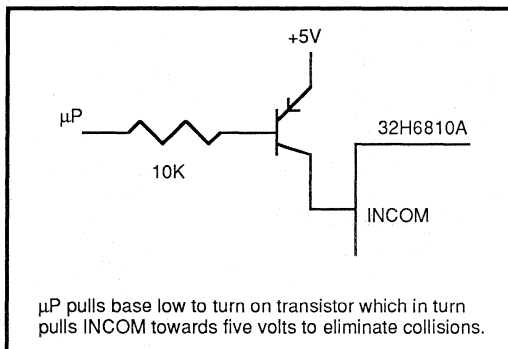 +5V
μP
32H6810A
10K
INCOM
μP pulls base low to turn on transistor which in turn
pulls INCOM towards five volts to eliminate collisions.